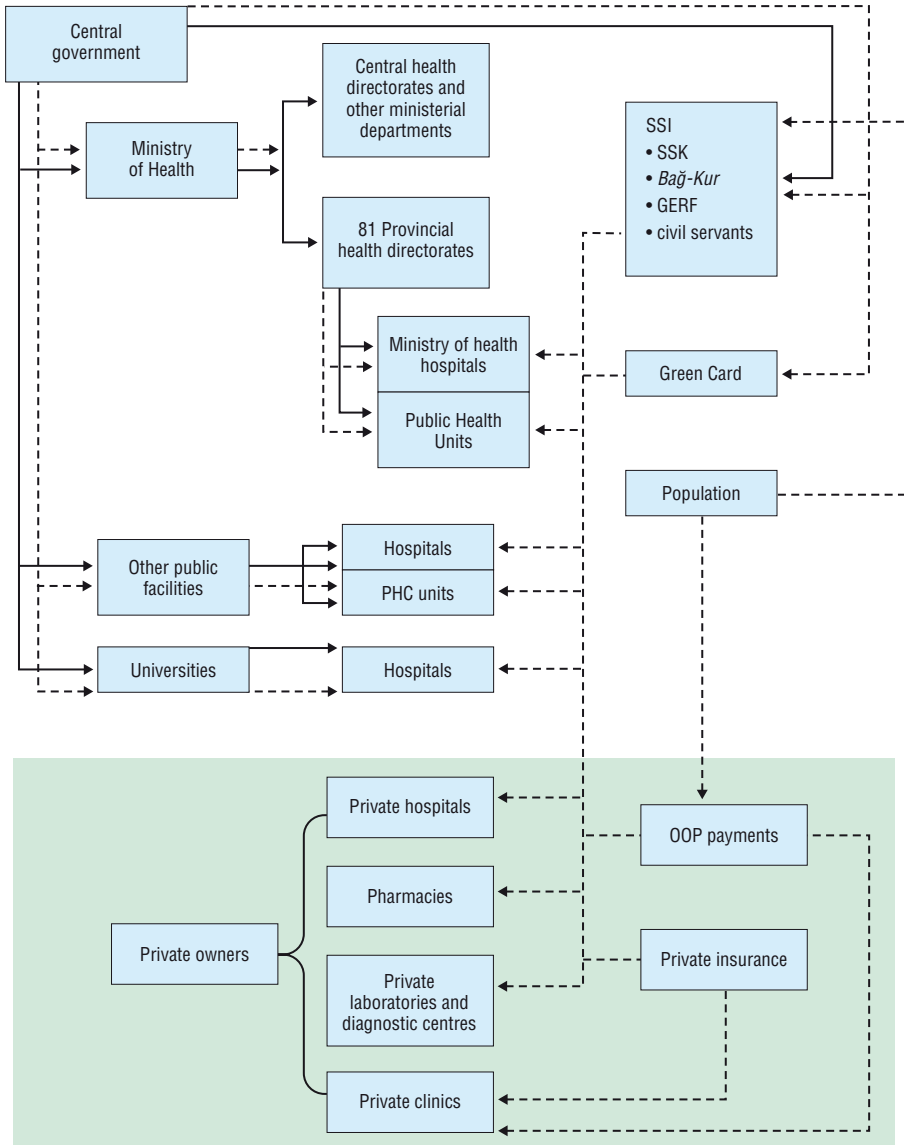 Central
government
Central health
directorates and
other ministerial
departments
Ministry
of Health
SSI
• SSK
• Bağ-Kur
• GERF
• civil servants
81 Provincial
health directorates
Ministry of health
hospitals
Green Card
Public Health
Units
Population
Other public
facilities
Hospitals
PHC units
Universities
Hospitals
Private hospitals
OOP payments
Pharmacies
Private owners
Private insurance
Private
laboratories and
diagnostic centres
Private clinics